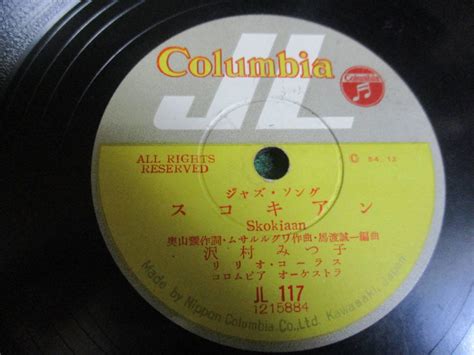 Columbia
JL
Columbia
ALL RIGHTS
RESERVED
© 54. 12
ジャズ・ソング
スコキアン
Skokiaan
奥山靉作詞・ムサルルグワ作曲・馬渡誠一編曲
沢村みつ子
リリオ・コーラス
コロムビア オーケストラ
JL 117
1215884
Made by Nippon Columbia Co., Ltd. Kawasaki, Japan.